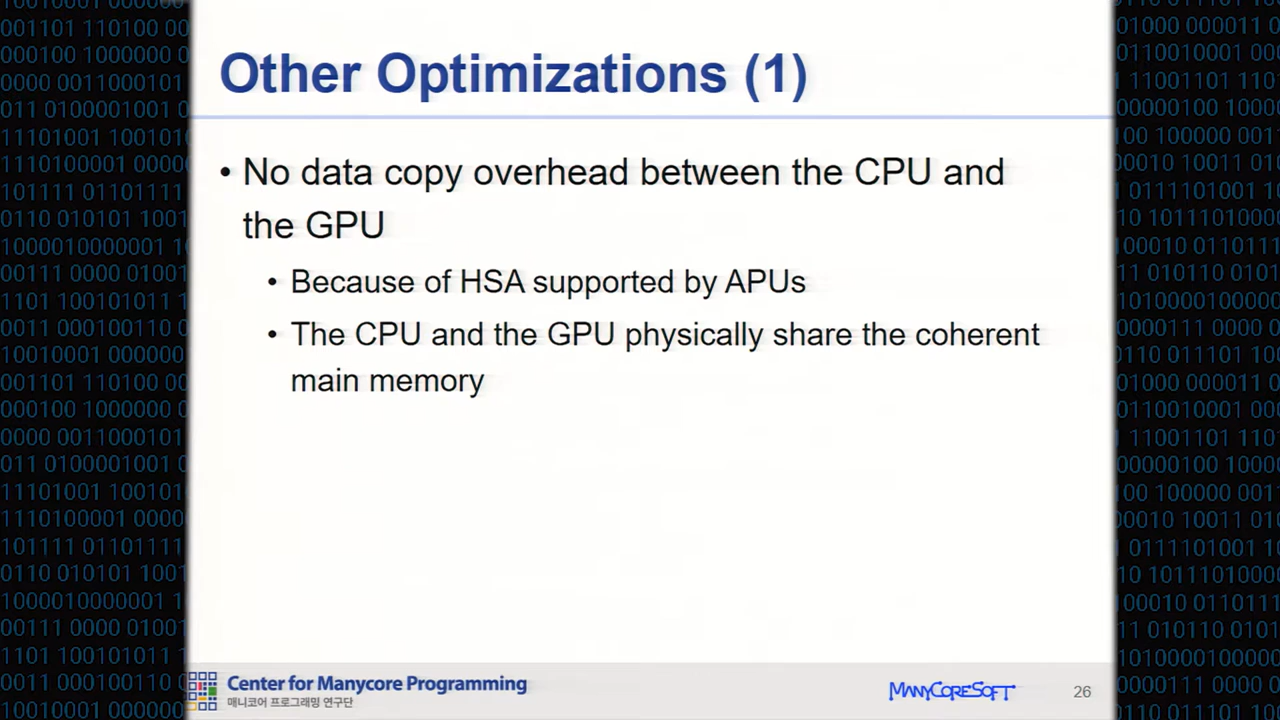 Other Optimizations (1)
• No data copy overhead between the CPU and
the GPU
• Because of HSA supported by APUs
• The CPU and the GPU physically share the coherent
main memory
Center for Manycore Programming
매니코어 프로그래밍 연구단
MANYCORESOFT
26